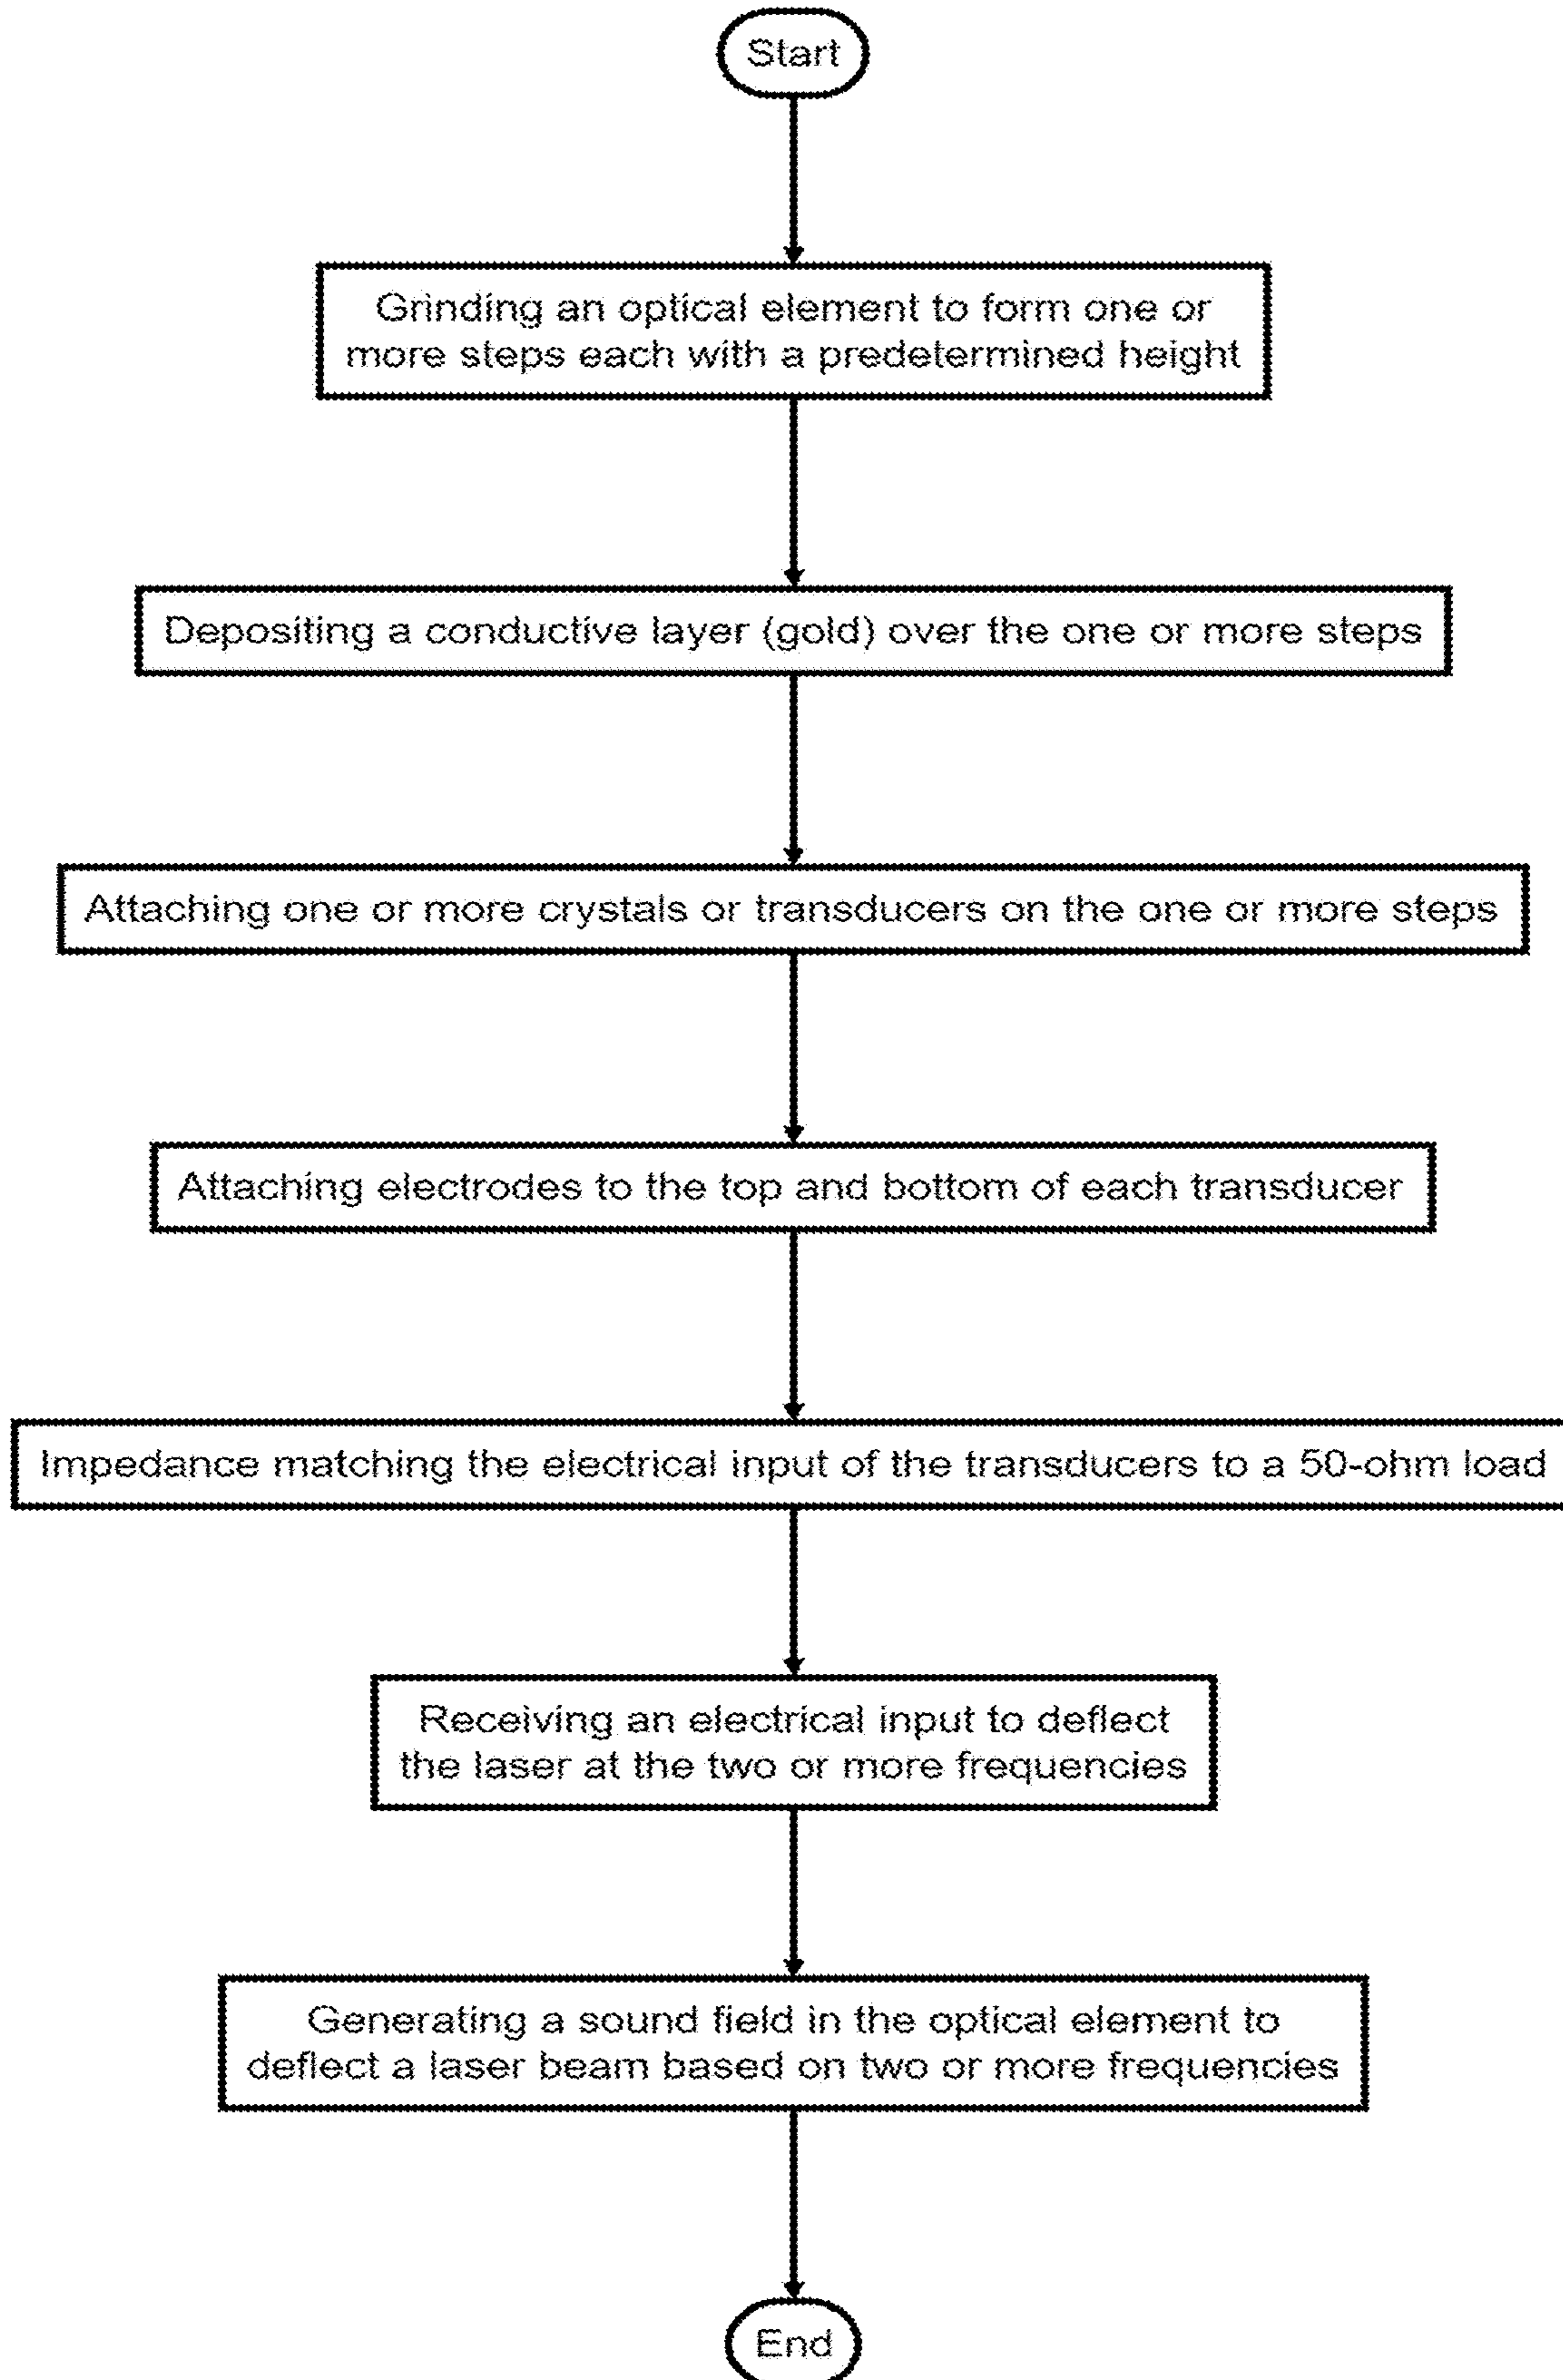 Start
Grinding an optical element to form one or
more steps each with a predetermined height
Depositing a conductive layer (gold) over the one or more steps
Attaching one or more crystals or transducers on the one or more steps
Attaching electrodes to the top and bottom of each transducer
Impedance matching the electrical input of the transducers to a 50-ohm load
Receiving an electrical input to deflect
the laser at the two or more frequencies
Generating a sound field in the optical element to
deflect a laser beam based on two or more frequencies
End